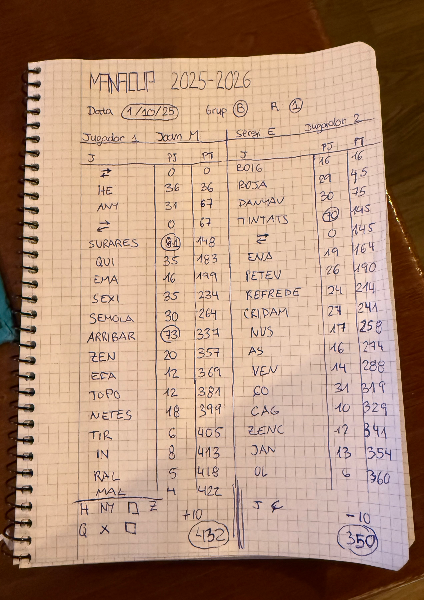 MANACUP 2025-2026
Data 1/10/25 Grup B R 1
Jugador 1 Joan M Sergi E Jugador 2
J PJ PT J PJ PT
⇄ 0 0 BOIG 16 16
HE 36 36 ROJA 29 45
ANY 31 67 DANYAU 30 75
⇄ 0 67 TINTATS 70 145
SURARES 81 148 ⇄ 0 145
QUI 35 183 ENA 19 164
EMA 16 199 PETEU 26 190
SEXI 35 234 REFREDE 24 214
SEMOLA 30 264 CRIDAM 27 241
ARRIBAR 73 337 NUS 17 258
ZEN 20 357 AS 16 274
ECA 12 369 VEN 14 288
TOPO 12 381 ÇO 31 319
NETES 18 399 CAG 10 329
TIR 6 405 ZENC 12 341
IN 8 413 JAN 13 354
RAL 5 418 OL 6 360
MAL 4 422
H NY □ Z +10 J Ç -10
Q X □ 432 350